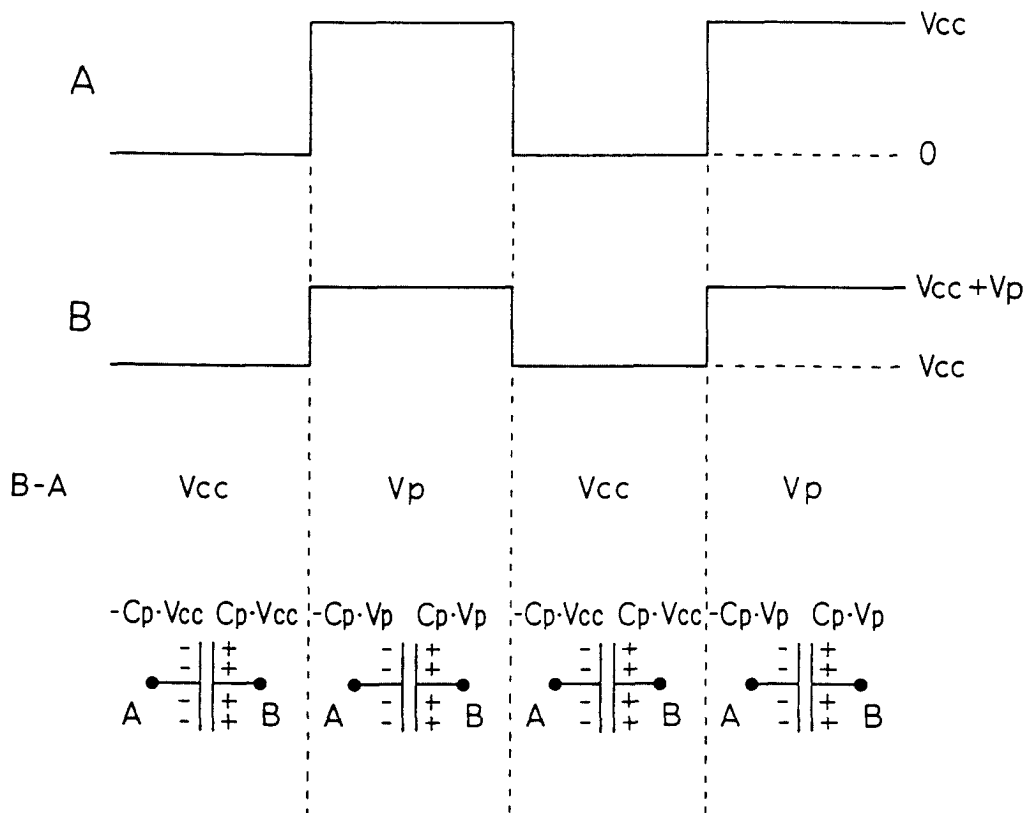 Vcc
A
0
Vcc+Vp
B
Vcc
B-A Vcc Vp Vcc Vp
-Cp·Vcc Cp·Vcc -Cp·Vp Cp·Vp -Cp·Vcc Cp·Vcc -Cp·Vp Cp·Vp
- + - + - + - +
- + - + - + - +
- + - + - + - +
A B A B A B A B
- + - + - + - +